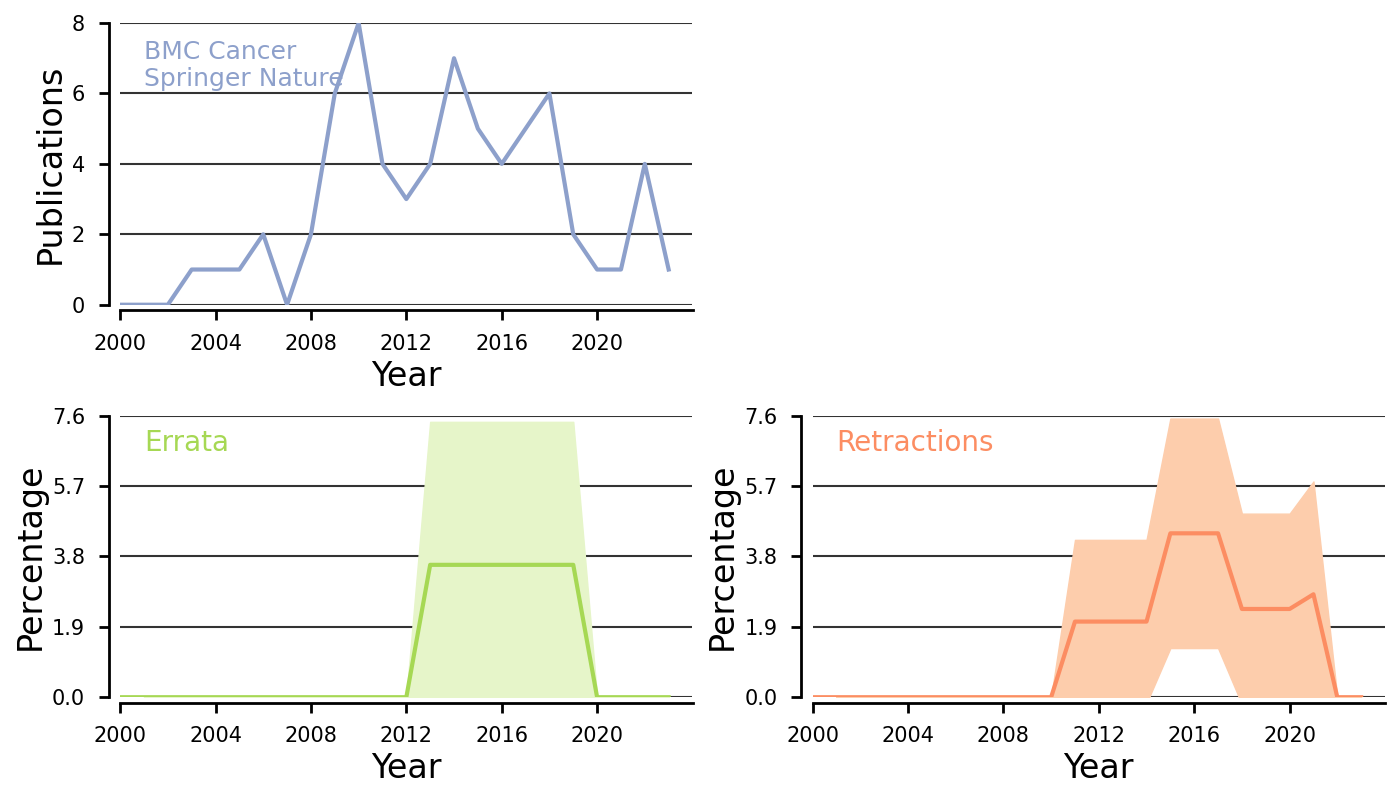 8
BMC Cancer
Springer Nature
6
4
2
0
Publications
2000 2004 2008 2012 2016 2020
Year
7.6
Errata
5.7
3.8
1.9
0.0
Percentage
2000 2004 2008 2012 2016 2020
Year
7.6
Retractions
5.7
3.8
1.9
0.0
Percentage
2000 2004 2008 2012 2016 2020
Year